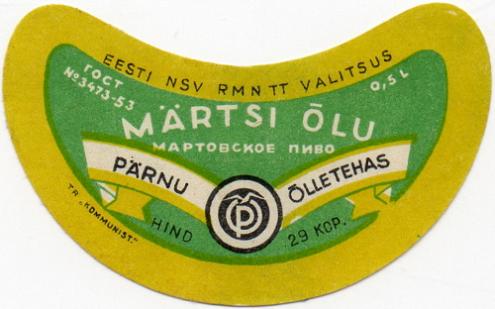 EESTI NSV RMN TT VALITSUS
ГОСТ
№3473-53
0,5 L
MÄRTSI ÕLU
МАРТОВСКОЕ ПИВО
PÄRNU ÕLLETEHAS
HIND 29 KOP.
TR. „KOMMUNIST."